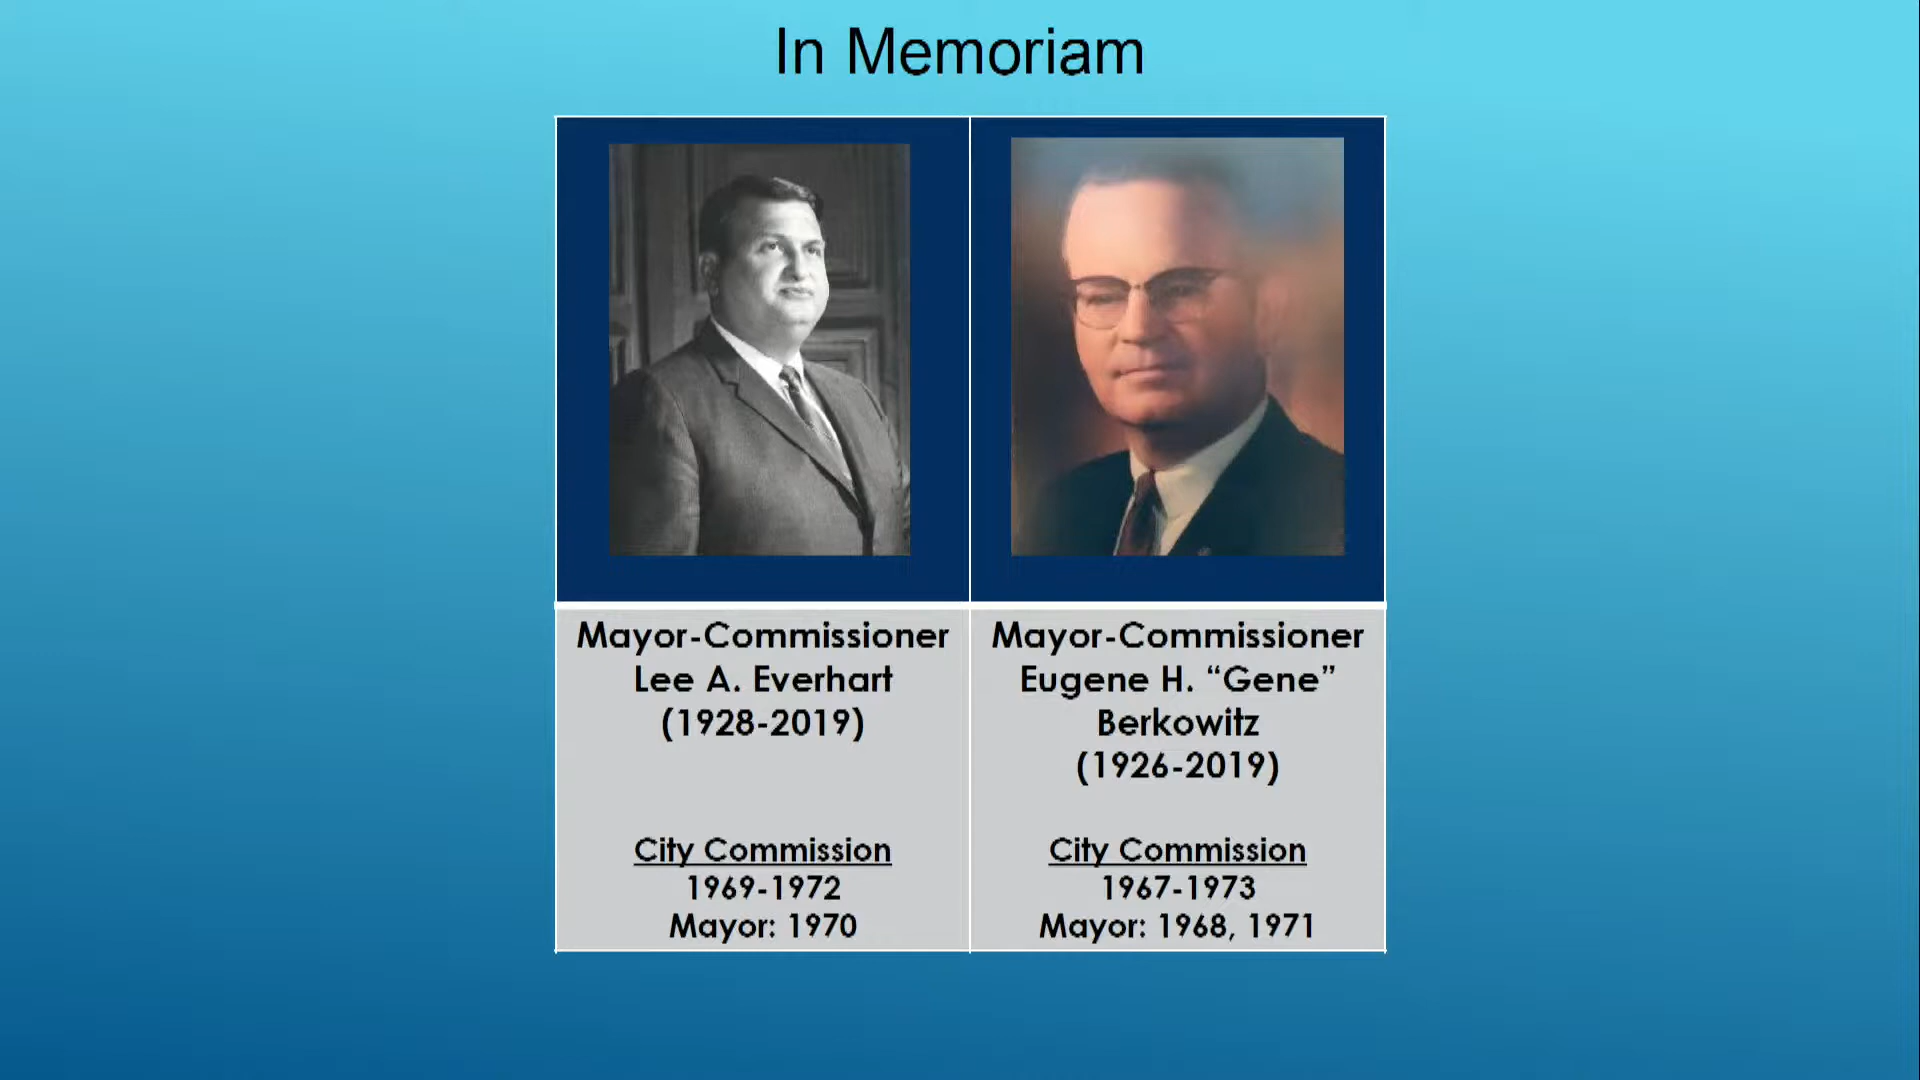 In Memoriam
Mayor-Commissioner
Lee A. Everhart
(1928-2019)
City Commission
1969-1972
Mayor: 1970
Mayor-Commissioner
Eugene H. “Gene”
Berkowitz
(1926-2019)
City Commission
1967-1973
Mayor: 1968, 1971